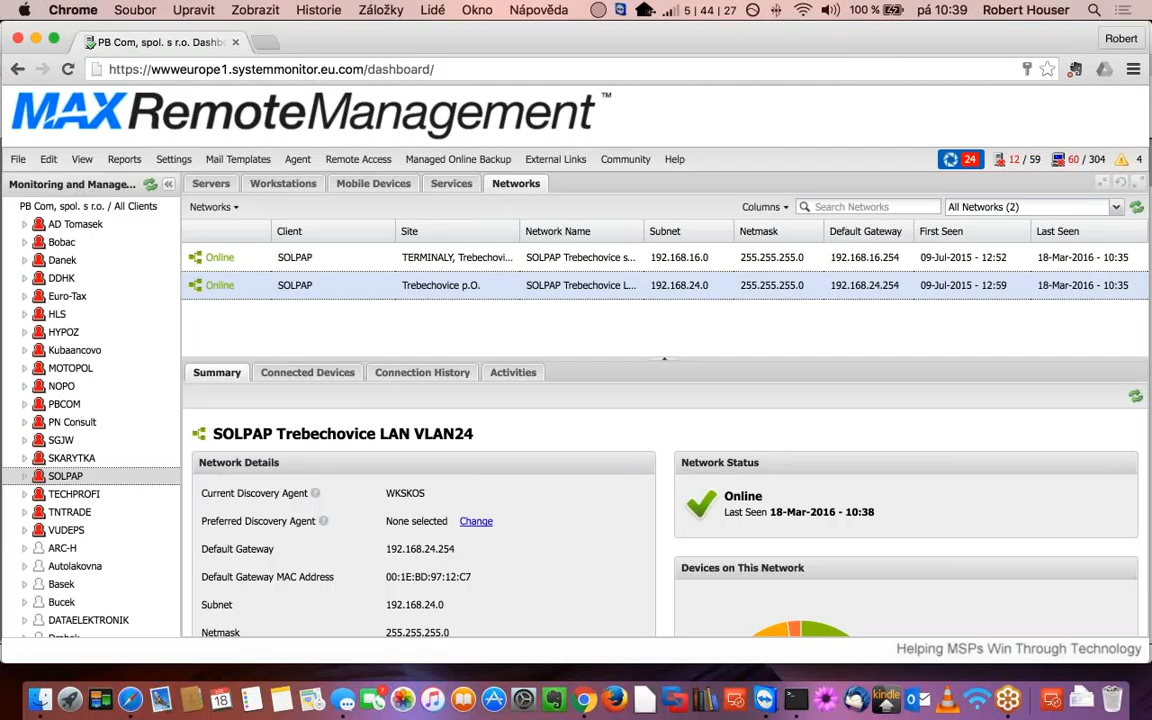 Chrome Soubor Upravit Zobrazit Historie Záložky Lidé Okno Nápověda 5 | 44 | 27 100 % pá 10:39 Robert Houser
PB Com, spol. s r.o. Dashb × Robert
https://wwweurope1.systemmonitor.eu.com/dashboard/
MAXRemoteManagement™
File Edit View Reports Settings Mail Templates Agent Remote Access Managed Online Backup External Links Community Help 24 12 / 59 60 / 304 4
Monitoring and Manage... Servers Workstations Mobile Devices Services Networks
PB Com, spol. s r.o. / All Clients
AD Tomasek
Bobac
Danek
DDHK
Euro-Tax
HLS
HYPOZ
Kubaancovo
MOTOPOL
NOPO
PBCOM
PN Consult
SGJW
SKARYTKA
SOLPAP
TECHPROFI
TNTRADE
VUDEPS
ARC-H
Autolakovna
Basek
Bucek
DATAELEKTRONIK
Networks Columns Search Networks All Networks (2)
Client Site Network Name Subnet Netmask Default Gateway First Seen Last Seen
Online SOLPAP TERMINALY, Trebechovi... SOLPAP Trebechovice s... 192.168.16.0 255.255.255.0 192.168.16.254 09-Jul-2015 - 12:52 18-Mar-2016 - 10:35
Online SOLPAP Trebechovice p.O. SOLPAP Trebechovice L... 192.168.24.0 255.255.255.0 192.168.24.254 09-Jul-2015 - 12:59 18-Mar-2016 - 10:35
Summary Connected Devices Connection History Activities
SOLPAP Trebechovice LAN VLAN24
Network Details
Current Discovery Agent ? WKSKOS
Preferred Discovery Agent ? None selected Change
Default Gateway 192.168.24.254
Default Gateway MAC Address 00:1E:BD:97:12:C7
Subnet 192.168.24.0
Netmask 255.255.255.0
Network Status
Online
Last Seen 18-Mar-2016 - 10:38
Devices on This Network
Helping MSPs Win Through Technology
18
7
kindle